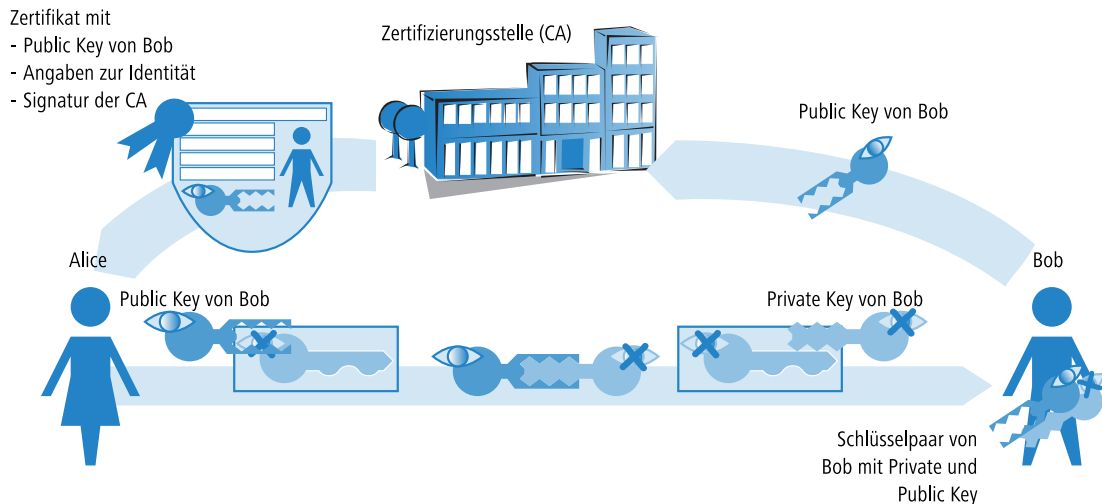 Zertifikat mit
- Public Key von Bob
- Angaben zur Identität
- Signatur der CA
Zertifizierungsstelle (CA)
Public Key von Bob
Alice
Bob
Public Key von Bob
Private Key von Bob
Schlüsselpaar von
Bob mit Private und
Public Key